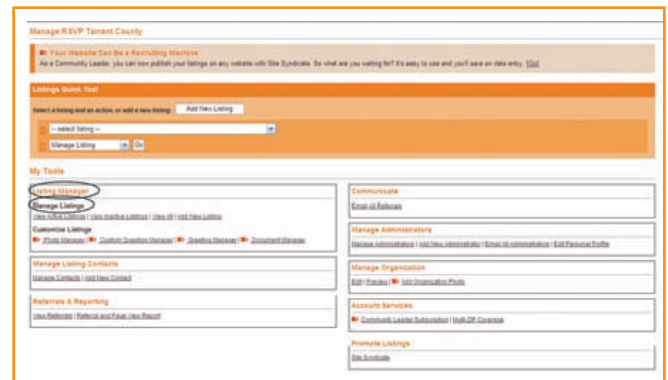 Manage RSVP Tarrant County
Your Website Can Be a Recruiting Machine
As a Community Leader, you can now publish your listings on any website with Site Syndicate. So what are you waiting for? It's easy to use and you'll save on data entry. [Go]
Listings Quick Tool
Select a listing and an action, or add a new listing. Add New Listing
-- select listing --
Manage Listing Go
My Tools
Listing Manager
Manage Listings
View Active Listings | View Inactive Listings | View All | Add New Listing
Customize Listings
Photo Manager | Custom Question Manager | Greeting Manager | Document Manager
Manage Listing Contacts
Manage Contacts | Add New Contact
Referrals & Reporting
View Referrals | Referral and Page View Report
Communicate
Email All Referrals
Manage Administrators
Manage Administrators | Add New Administrator | Email All Administrators | Edit Personal Profile
Manage Organization
Edit | Preview | Add Organization Photo
Account Services
Community Leader Subscription | Multi-ZIP Coverage
Promote Listings
Site Syndicate